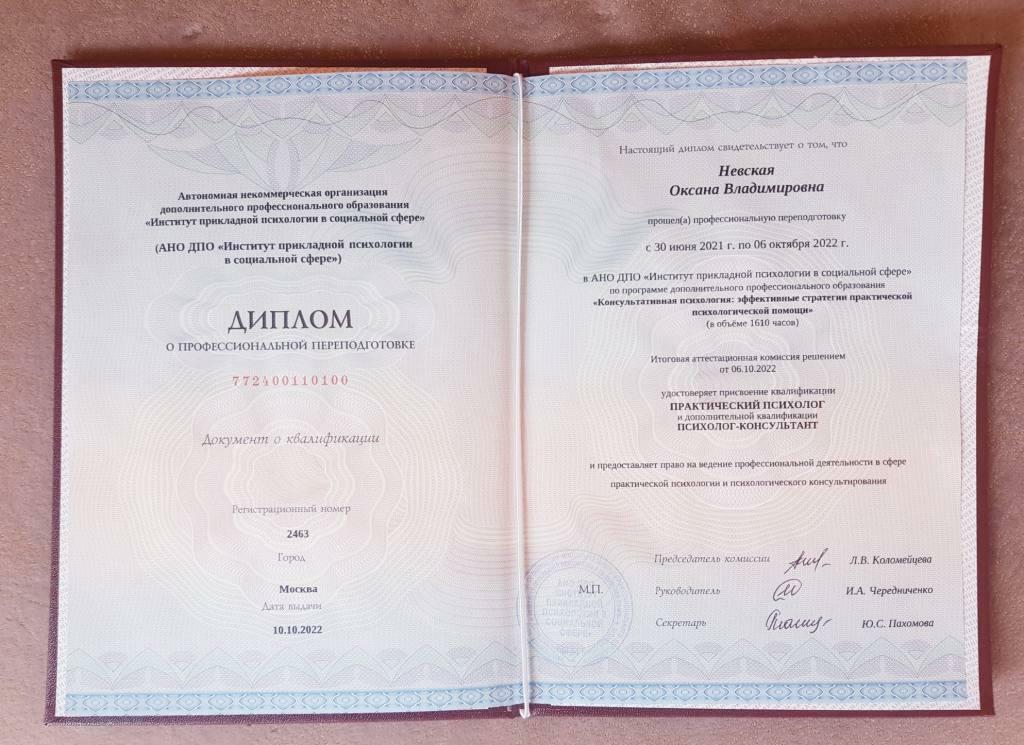 Автономная некоммерческая организация
дополнительного профессионального образования
«Институт прикладной психологии в социальной сфере»
(АНО ДПО «Институт прикладной психологии
в социальной сфере»)
ДИПЛОМ
О ПРОФЕССИОНАЛЬНОЙ ПЕРЕПОДГОТОВКЕ
772400110100
Документ о квалификации
Регистрационный номер
2463
Город
Москва
Дата выдачи
10.10.2022
Настоящий диплом свидетельствует о том, что
Невская
Оксана Владимировна
прошел(а) профессиональную переподготовку
с 30 июня 2021 г. по 06 октября 2022 г.
в АНО ДПО «Институт прикладной психологии в социальной сфере»
по программе дополнительного профессионального образования
«Консультативная психология: эффективные стратегии практической
психологической помощи»
(в объёме 1610 часов)
Итоговая аттестационная комиссия решением
от 06.10.2022
удостоверяет присвоение квалификации
ПРАКТИЧЕСКИЙ ПСИХОЛОГ
и дополнительной квалификации
ПСИХОЛОГ-КОНСУЛЬТАНТ
и предоставляет право на ведение профессиональной деятельности в сфере
практической психологии и психологического консультирования
Председатель комиссии Л.В. Коломейцева
М.П. Руководитель И.А. Чередниченко
Секретарь Ю.С. Пахомова